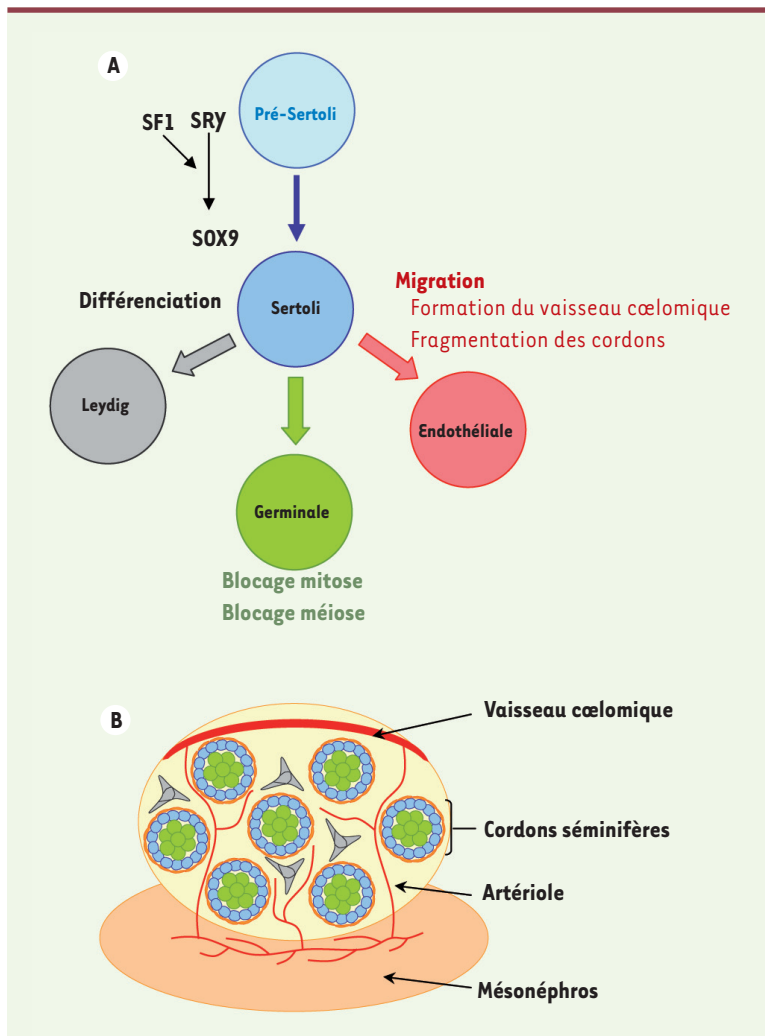 A
Pré-Sertoli
SF1 SRY
SOX9
Différenciation
Sertoli
Migration
Formation du vaisseau cœlomique
Fragmentation des cordons
Leydig
Endothéliale
Germinale
Blocage mitose
Blocage méiose
B
Vaisseau cœlomique
Cordons séminifères
Artériole
Mésonéphros